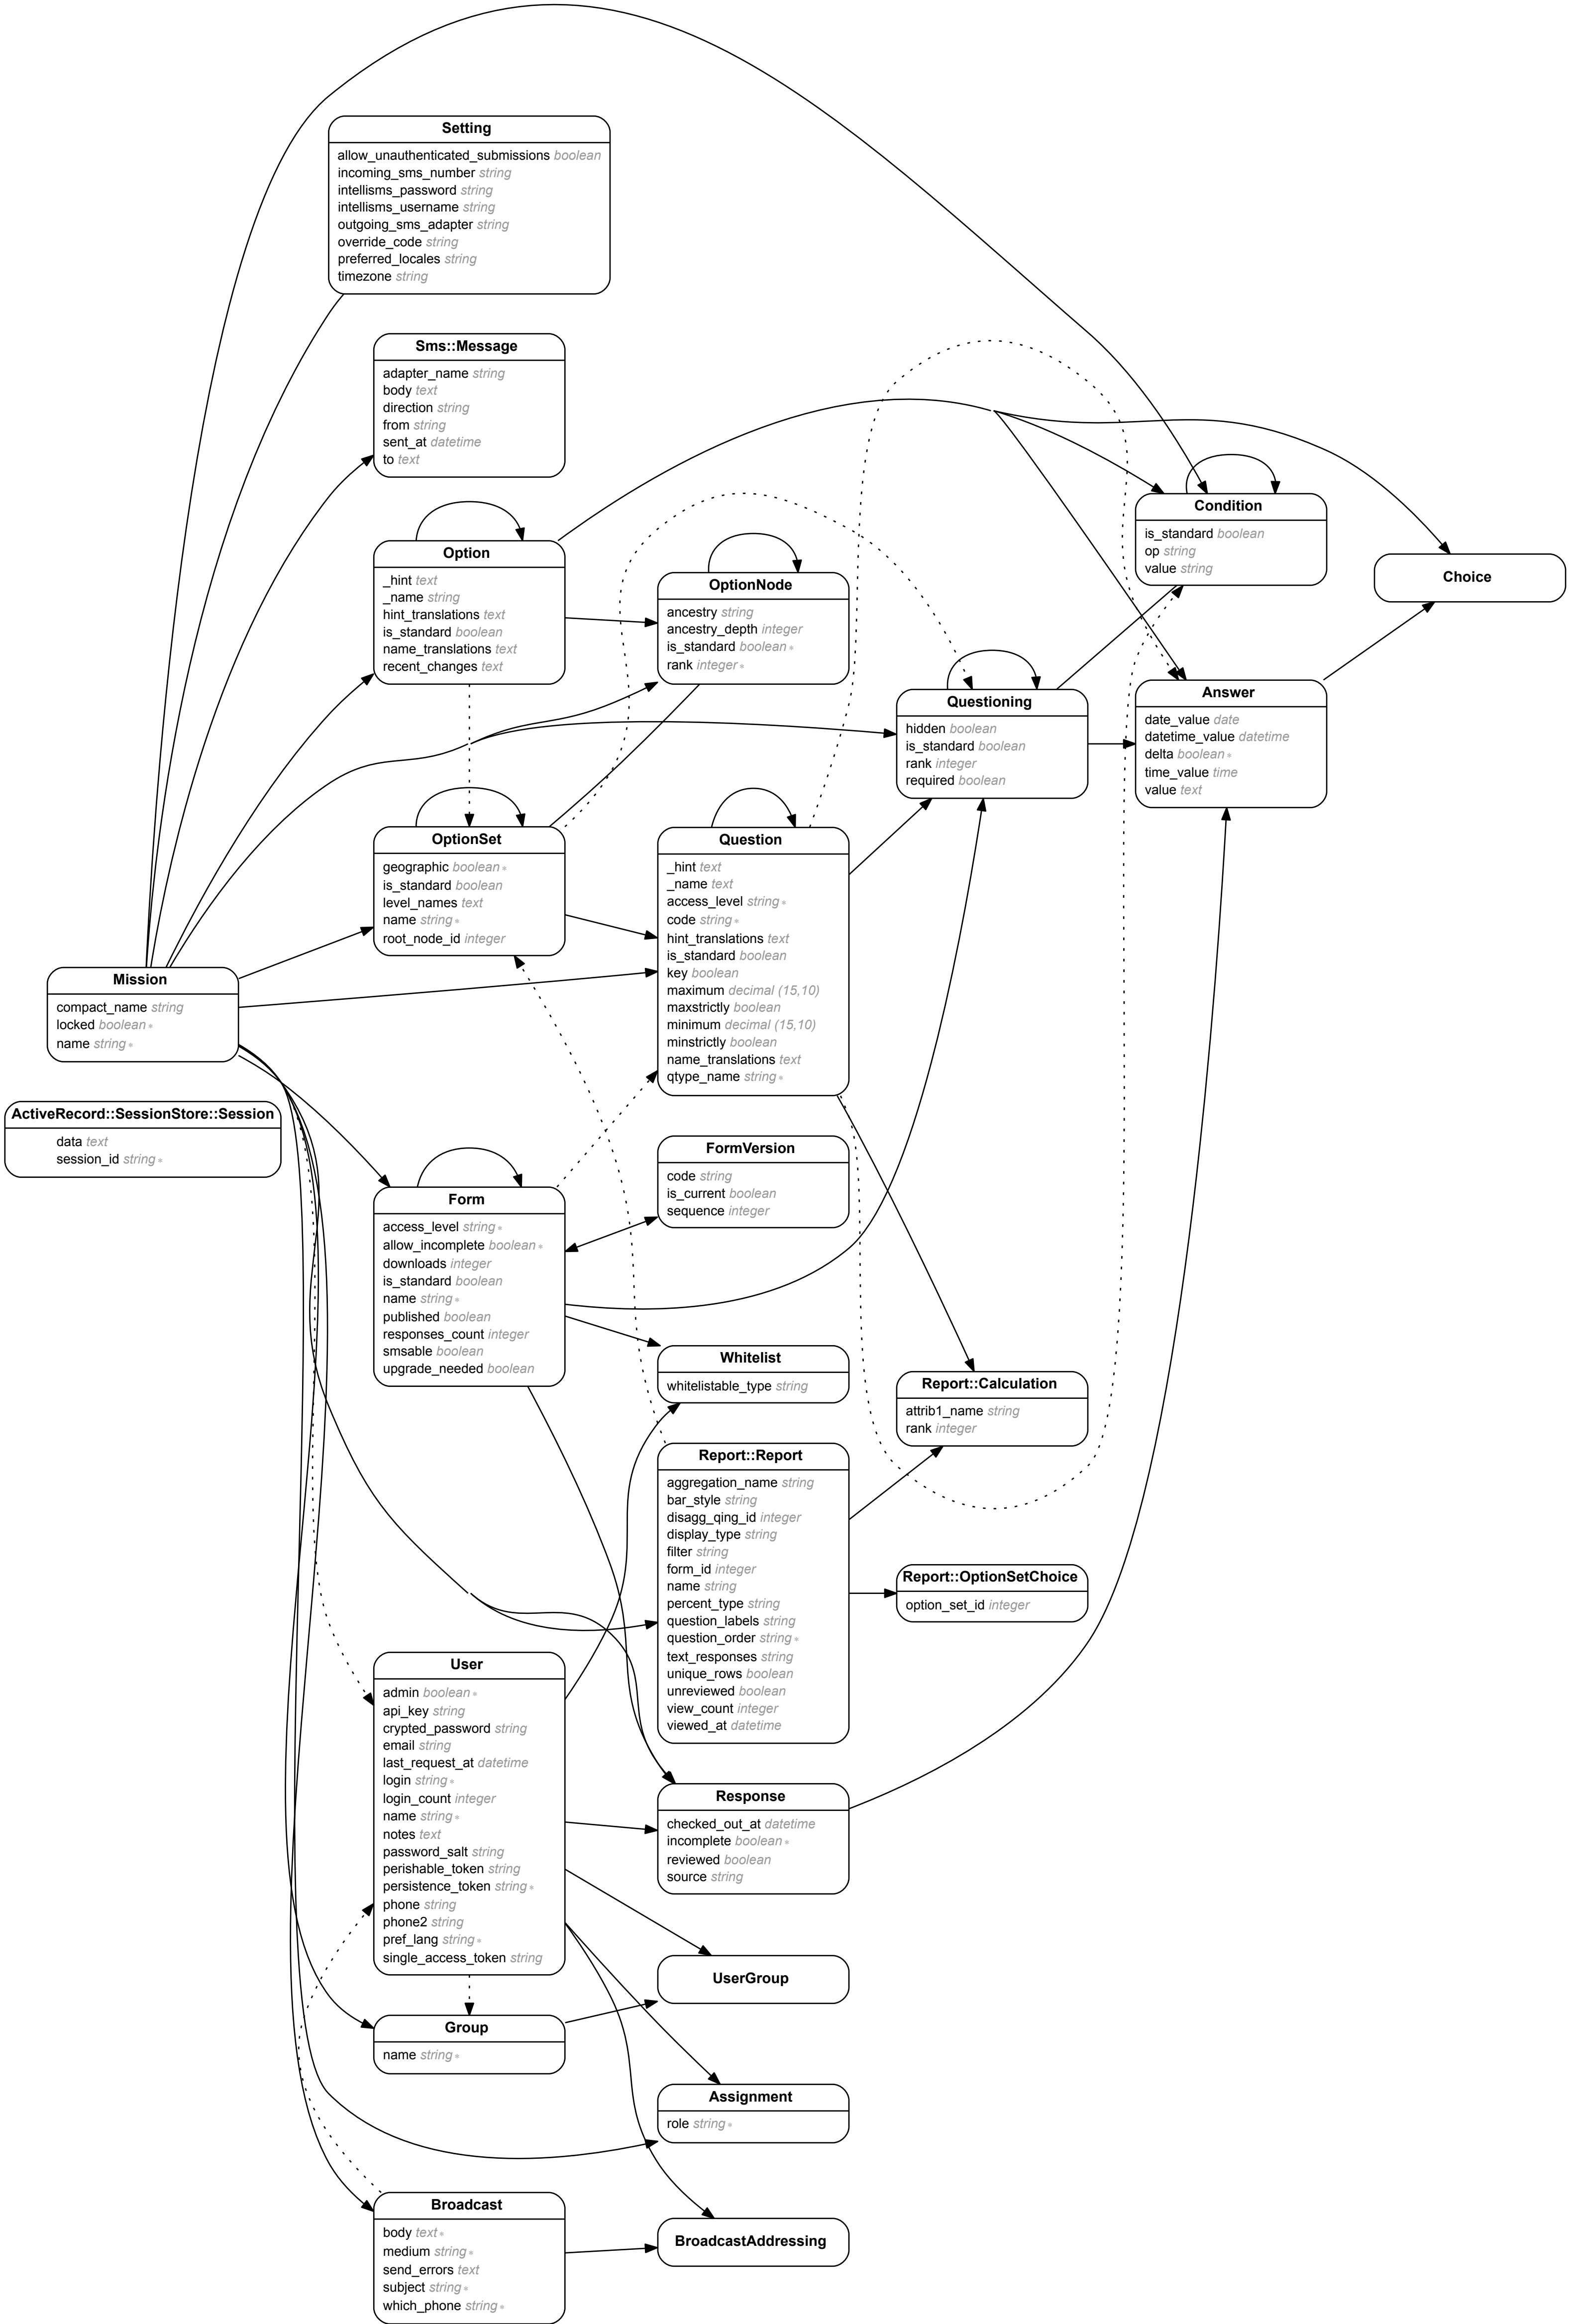 Setting
allow_unauthenticated_submissions boolean
incoming_sms_number string
intellisms_password string
intellisms_username string
outgoing_sms_adapter string
override_code string
preferred_locales string
timezone string
Sms::Message
adapter_name string
body text
direction string
from string
sent_at datetime
to text
Option
_hint text
_name string
hint_translations text
is_standard boolean
name_translations text
recent_changes text
OptionNode
ancestry string
ancestry_depth integer
is_standard boolean *
rank integer *
Condition
is_standard boolean
op string
value string
Choice
Questioning
hidden boolean
is_standard boolean
rank integer
required boolean
Answer
date_value date
datetime_value datetime
delta boolean *
time_value time
value text
OptionSet
geographic boolean *
is_standard boolean
level_names text
name string *
root_node_id integer
Question
_hint text
_name text
access_level string *
code string *
hint_translations text
is_standard boolean
key boolean
maximum decimal (15,10)
maxstrictly boolean
minimum decimal (15,10)
minstrictly boolean
name_translations text
qtype_name string *
Mission
compact_name string
locked boolean *
name string *
ActiveRecord::SessionStore::Session
data text
session_id string *
FormVersion
code string
is_current boolean
sequence integer
Form
access_level string *
allow_incomplete boolean *
downloads integer
is_standard boolean
name string *
published boolean
responses_count integer
smsable boolean
upgrade_needed boolean
Whitelist
whitelistable_type string
Report::Calculation
attrib1_name string
rank integer
Report::Report
aggregation_name string
bar_style string
disagg_qing_id integer
display_type string
filter string
form_id integer
name string
percent_type string
question_labels string
question_order string *
text_responses string
unique_rows boolean
unreviewed boolean
view_count integer
viewed_at datetime
Report::OptionSetChoice
option_set_id integer
User
admin boolean *
api_key string
crypted_password string
email string
last_request_at datetime
login string *
login_count integer
name string *
notes text
password_salt string
perishable_token string
persistence_token string *
phone string
phone2 string
pref_lang string *
single_access_token string
Response
checked_out_at datetime
incomplete boolean *
reviewed boolean
source string
UserGroup
Group
name string *
Assignment
role string *
Broadcast
body text *
medium string *
send_errors text
subject string *
which_phone string *
BroadcastAddressing